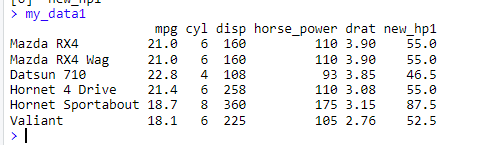 > my_data1
mpg cyl disp horse_power drat new_hp1
Mazda RX4 21.0 6 160 110 3.90 55.0
Mazda RX4 Wag 21.0 6 160 110 3.90 55.0
Datsun 710 22.8 4 108 93 3.85 46.5
Hornet 4 Drive 21.4 6 258 110 3.08 55.0
Hornet Sportabout 18.7 8 360 175 3.15 87.5
Valiant 18.1 6 225 105 2.76 52.5
>